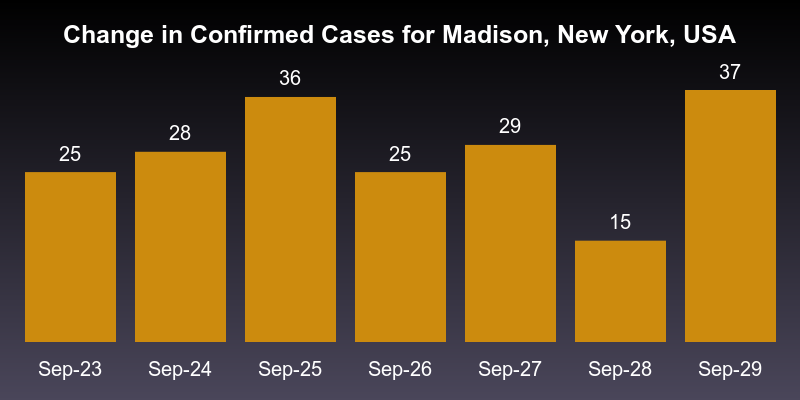 Change in Confirmed Cases for Madison, New York, USA
25
28
36
25
29
15
37
Sep-23
Sep-24
Sep-25
Sep-26
Sep-27
Sep-28
Sep-29